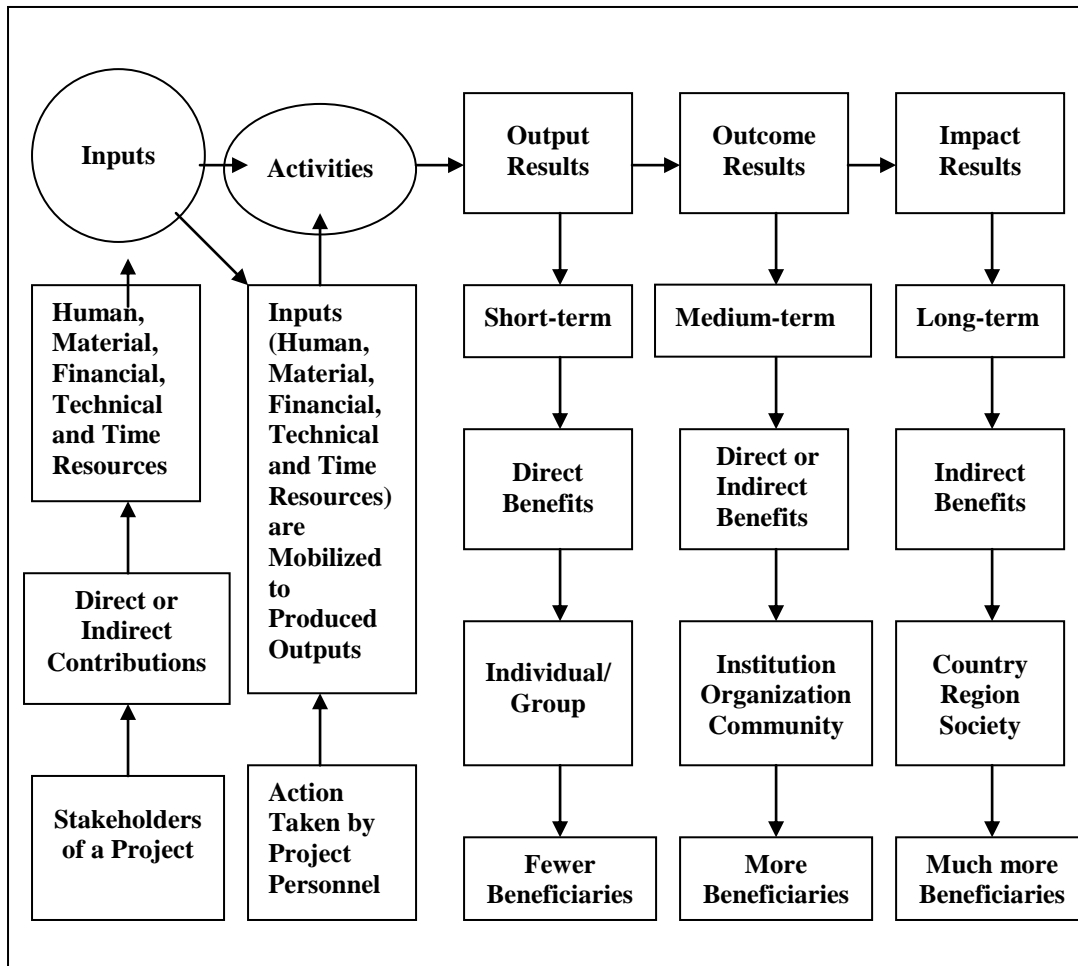 Inputs
Activities
Output
Results
Outcome
Results
Impact
Results
Human,
Material,
Financial,
Technical
and Time
Resources
Inputs
(Human,
Material,
Financial,
Technical
and Time
Resources)
are
Mobilized
to
Produced
Outputs
Short-term
Medium-term
Long-term
Direct
Benefits
Direct or
Indirect
Benefits
Indirect
Benefits
Direct or
Indirect
Contributions
Individual/
Group
Institution
Organization
Community
Country
Region
Society
Stakeholders
of a Project
Action
Taken by
Project
Personnel
Fewer
Beneficiaries
More
Beneficiaries
Much more
Beneficiaries